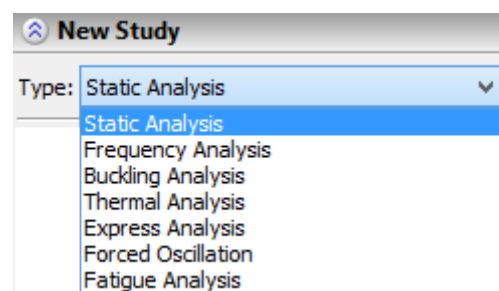 New Study
Type: Static Analysis
Static Analysis
Frequency Analysis
Buckling Analysis
Thermal Analysis
Express Analysis
Forced Oscillation
Fatigue Analysis